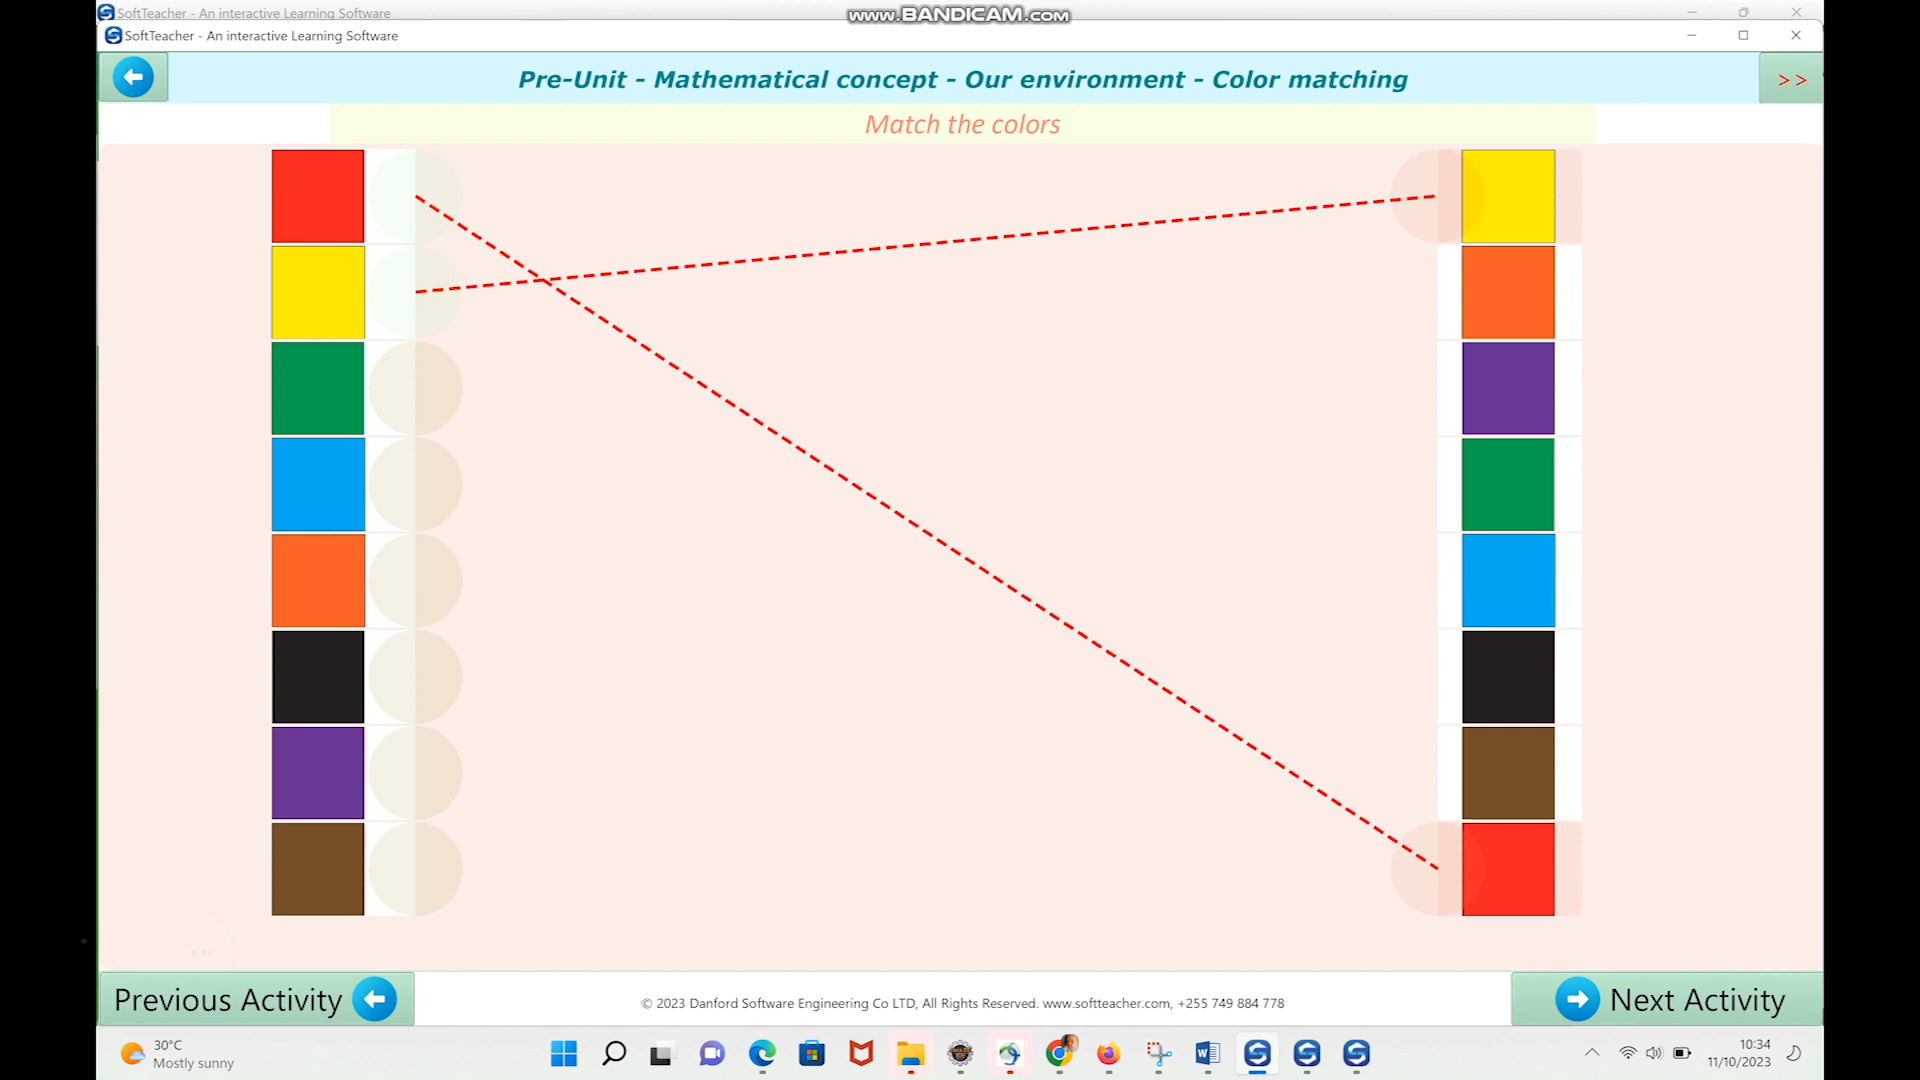 SoftTeacher - An interactive Learning Software
www.BANDICAM.com
SoftTeacher - An interactive Learning Software
Pre-Unit - Mathematical concept - Our environment - Color matching
>>
Match the colors
Previous Activity
© 2023 Danford Software Engineering Co LTD, All Rights Reserved. www.softteacher.com, +255 749 884 778
Next Activity
30°C
Mostly sunny
10:34
11/10/2023